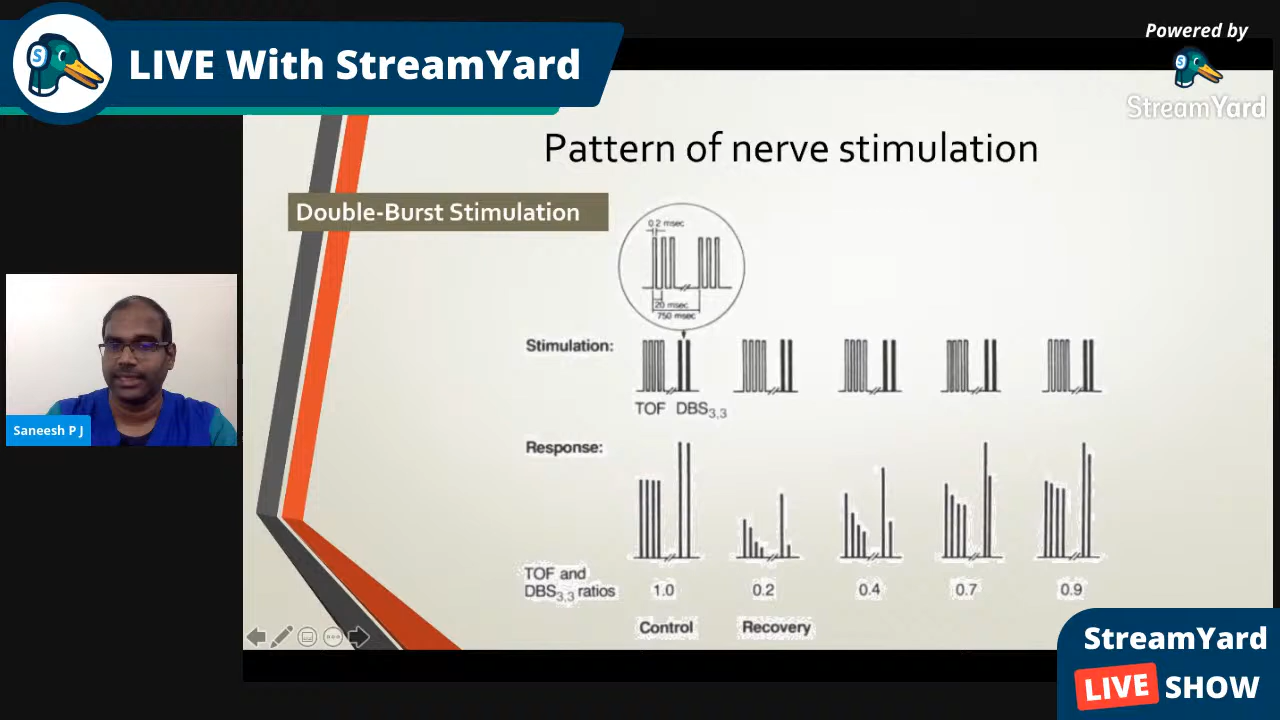 LIVE With StreamYard
Powered by
StreamYard
Pattern of nerve stimulation
Double-Burst Stimulation
0.2 msec
20 msec
750 msec
Stimulation:
TOF DBS3,3
Response:
TOF and
DBS3,3 ratios
1.0 0.2 0.4 0.7 0.9
Control Recovery
Saneesh P J
StreamYard
LIVE SHOW